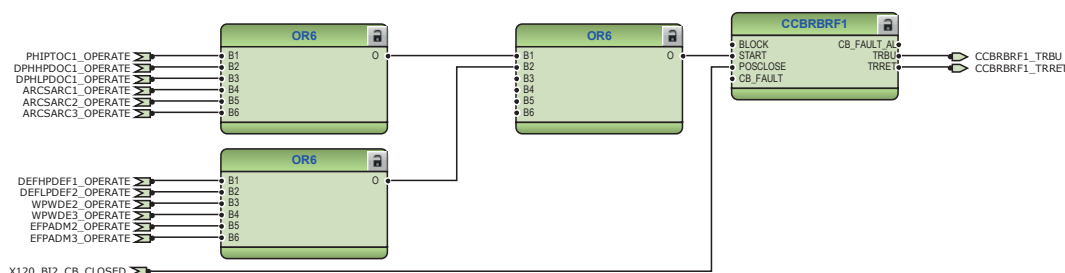 OR6
PHIPTOC1_OPERATE
DPHHPDOC1_OPERATE
DPHLPDOC1_OPERATE
ARCSARC1_OPERATE
ARCSARC2_OPERATE
ARCSARC3_OPERATE
B1
B2
B3
B4
B5
B6
O
OR6
B1
B2
B3
B4
B5
B6
O
CCBRBRF1
BLOCK
START
POSCLOSE
CB_FAULT
CB_FAULT_AL
TRBU
TRRET
CCBRBRF1_TRBU
CCBRBRF1_TRRET
OR6
DEFHPDEF1_OPERATE
DEFLPDEF2_OPERATE
WPWDE2_OPERATE
WPWDE3_OPERATE
EFPADM2_OPERATE
EFPADM3_OPERATE
B1
B2
B3
B4
B5
B6
O
X120_BI2_CB_CLOSED